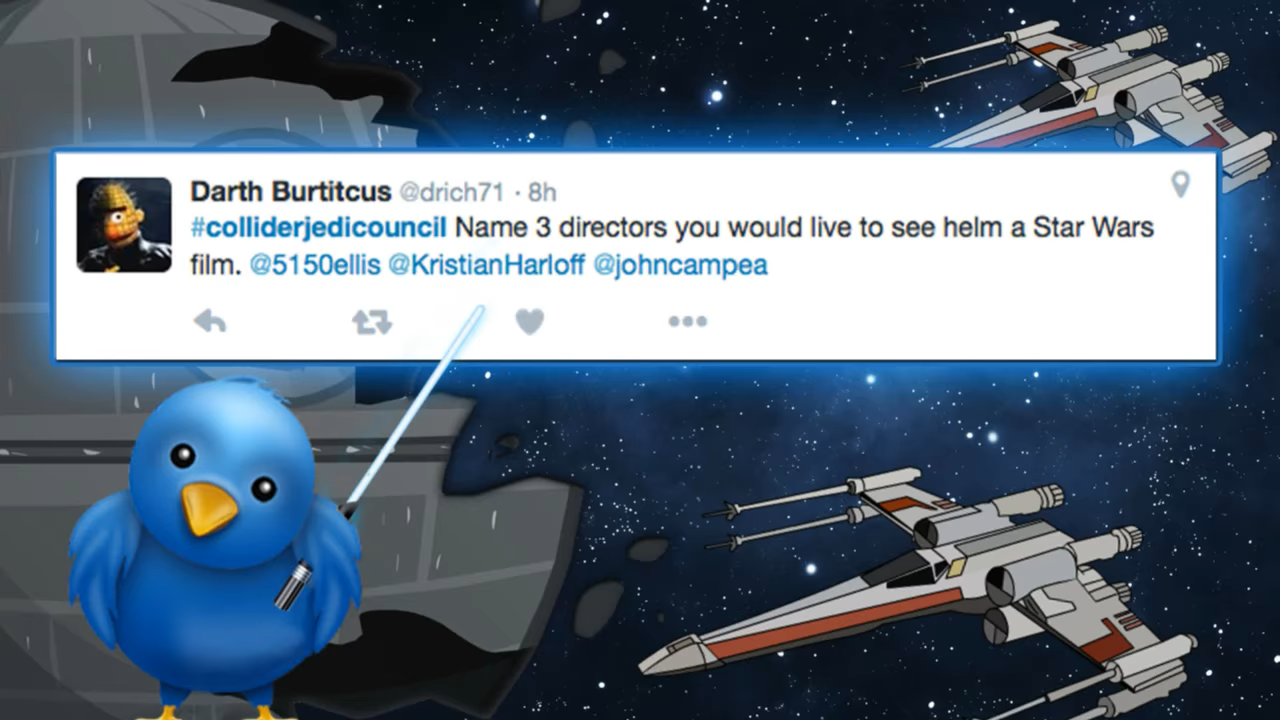 Darth Burtitcus @drich71 · 8h
#colliderjedicouncil Name 3 directors you would live to see helm a Star Wars
film. @5150ellis @KristianHarloff @johncampea